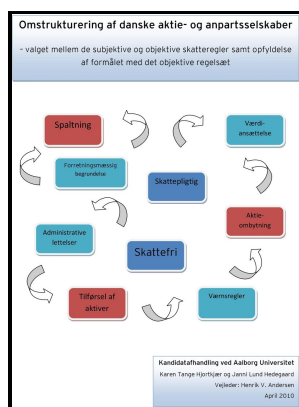 Omstrukturering af danske aktie- og anpartsselskaber
- valget mellem de subjektive og objektive skatteregler samt opfyldelse
af formålet med det objektive regelsæt
Spaltning
Værdi-
ansættelse
Forretningsmæssig
begrundelse
Skattepligtig
Administrative
lettelser
Aktie-
ombytning
Skattefri
Tilførsel af
aktiver
Værnsregler
Kandidatafhandling ved Aalborg Universitet
Karen Tange Hjortkjær og Janni Lund Hedegaard
Vejleder: Henrik V. Andersen
April 2010